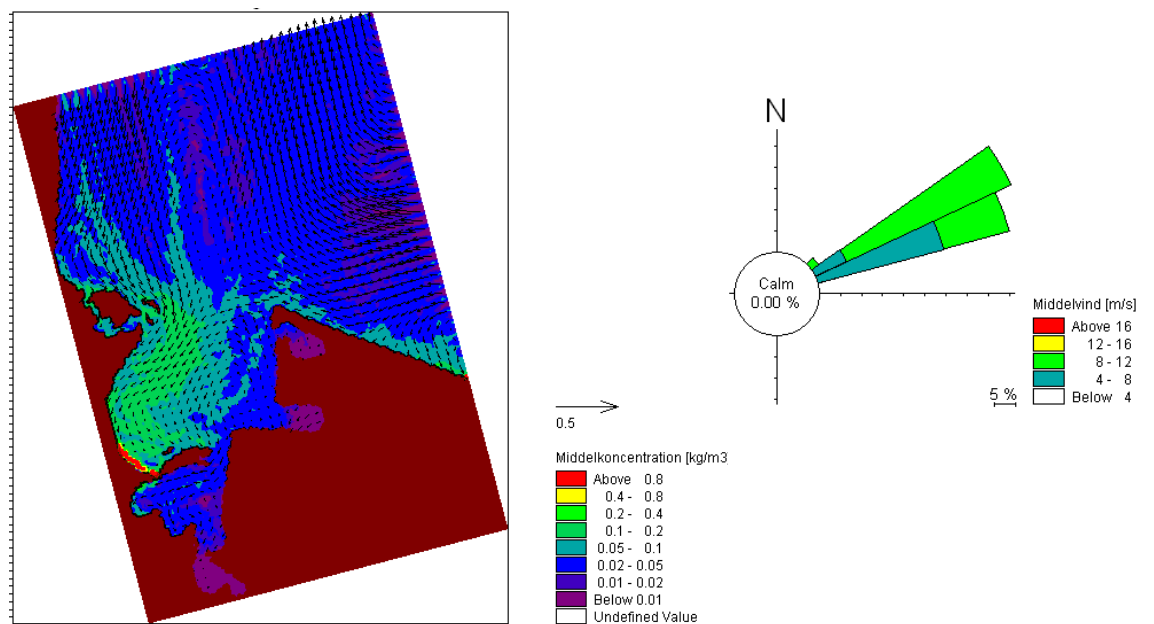 N
Calm
0.00 %
Middelvind [m/s]
Above 16
12 - 16
8 - 12
4 - 8
Below 4
5 %
0.5
Middelkoncentration [kg/m3
Above 0.8
0.4 - 0.8
0.2 - 0.4
0.1 - 0.2
0.05 - 0.1
0.02 - 0.05
0.01 - 0.02
Below 0.01
Undefined Value